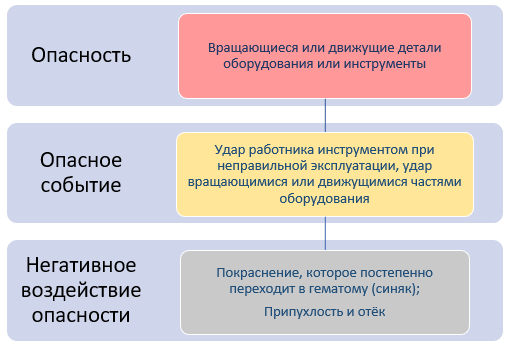 Опасность
Вращающиеся или движущие детали
оборудования или инструменты
Опасное
событие
Удар работника инструментом при
неправильной эксплуатации, удар
вращающимися или движущимися частями
оборудования
Негативное
воздействие
опасности
Покраснение, которое постепенно
переходит в гематому (синяк);
Припухлость и отёк